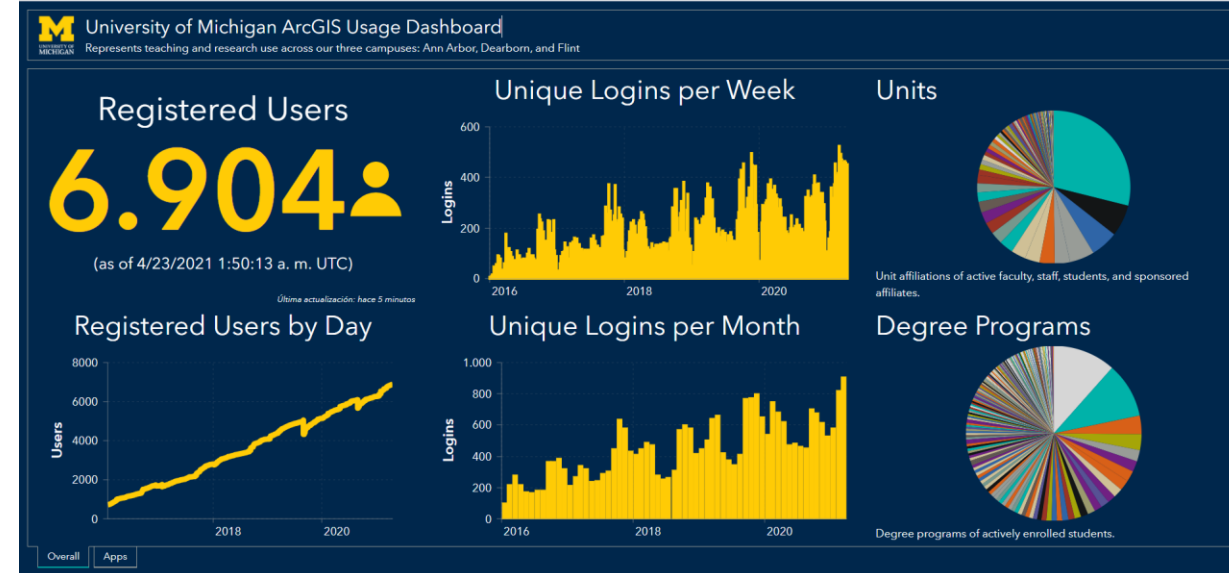 University of Michigan ArcGIS Usage Dashboard
UNIVERSITY OF
MICHIGAN
Represents teaching and research use across our three campuses: Ann Arbor, Dearborn, and Flint
Registered Users
6.904
(as of 4/23/2021 1:50:13 a. m. UTC)
Última actualización: hace 5 minutos
Unique Logins per Week
600
400
200
0
Logins
2016
2018
2020
Units
Unit affiliations of active faculty, staff, students, and sponsored
affiliates.
Registered Users by Day
8000
6000
4000
2000
0
Users
2018
2020
Unique Logins per Month
1.000
800
600
400
200
0
Logins
2016
2018
2020
Degree Programs
Degree programs of actively enrolled students.
Overall
Apps